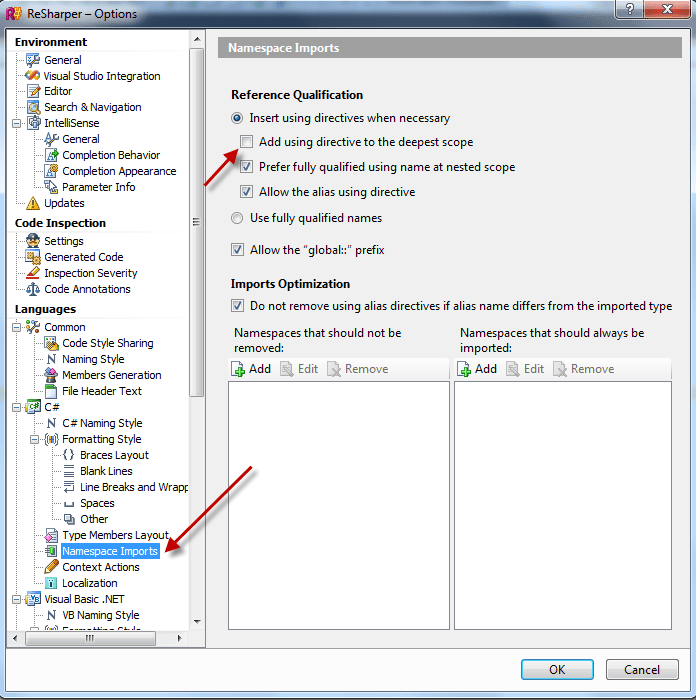 ReSharper – Options
Environment
General
Visual Studio Integration
Editor
Search & Navigation
IntelliSense
General
Completion Behavior
Completion Appearance
Parameter Info
Updates
Code Inspection
Settings
Generated Code
Inspection Severity
Code Annotations
Languages
Common
Code Style Sharing
Naming Style
Members Generation
File Header Text
C#
C# Naming Style
Formatting Style
Braces Layout
Blank Lines
Line Breaks and Wrapp
Spaces
Other
Type Members Layout
Namespace Imports
Context Actions
Localization
Visual Basic .NET
VB Naming Style
Formatting Style
Namespace Imports
Reference Qualification
Insert using directives when necessary
Add using directive to the deepest scope
Prefer fully qualified using name at nested scope
Allow the alias using directive
Use fully qualified names
Allow the "global::" prefix
Imports Optimization
Do not remove using alias directives if alias name differs from the imported type
Namespaces that should not be
removed:
Add Edit Remove
Namespaces that should always be
imported:
Add Edit Remove
OK Cancel